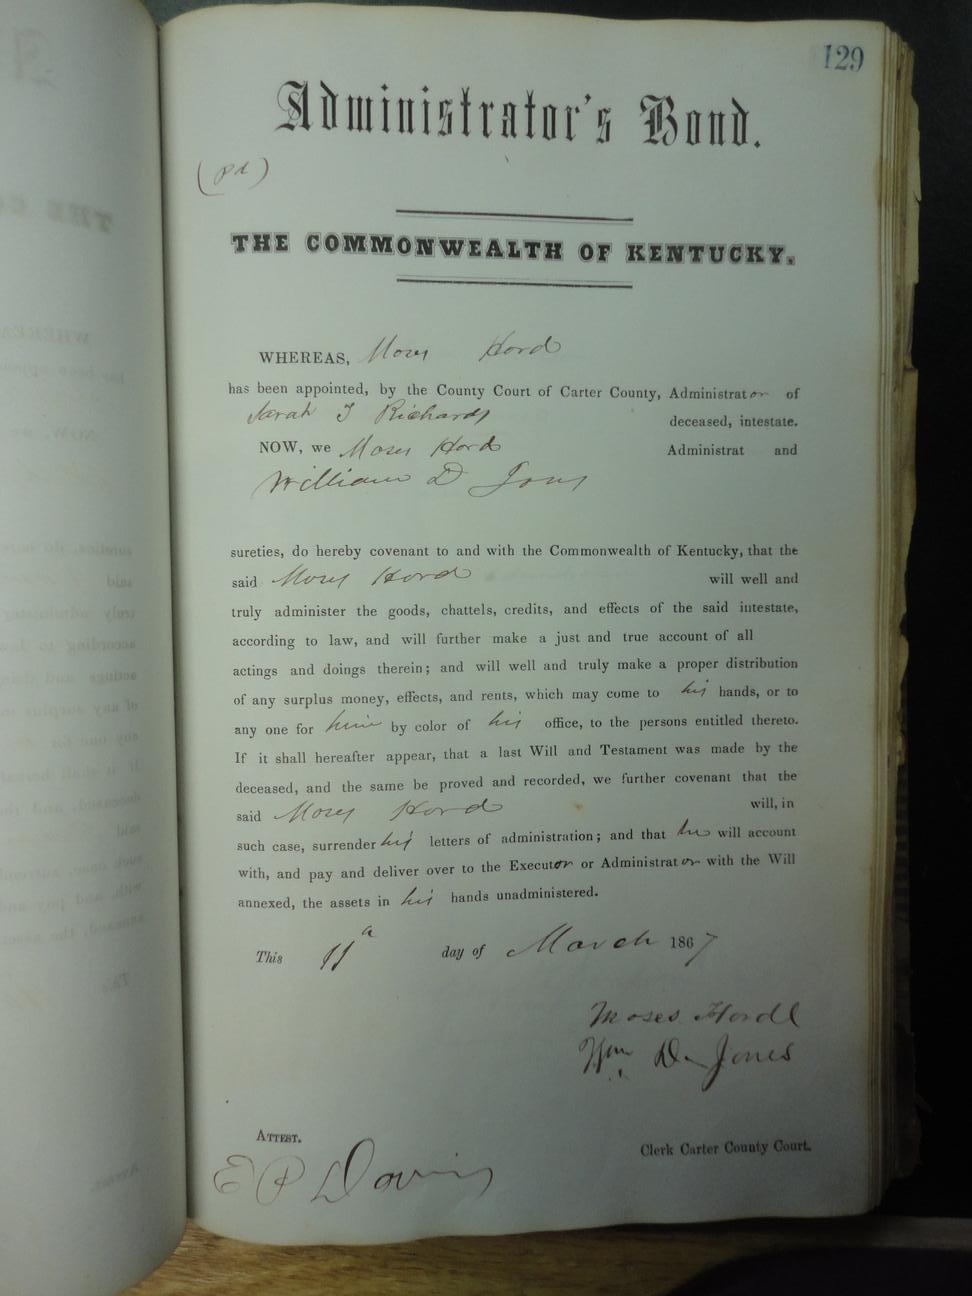 129
Administrator's Bond.
(pd)
THE COMMONWEALTH OF KENTUCKY.
WHEREAS, Moses Hord
has been appointed, by the County Court of Carter County, Administrator of
Sarah J Richards deceased, intestate.
NOW, we Moses Hord Administrat and
William D Jones
sureties, do hereby covenant to and with the Commonwealth of Kentucky, that the
said Moses Hord will well and
truly administer the goods, chattels, credits, and effects of the said intestate,
according to law, and will further make a just and true account of all
actings and doings therein; and will well and truly make a proper distribution
of any surplus money, effects, and rents, which may come to his hands, or to
any one for him by color of his office, to the persons entitled thereto.
If it shall hereafter appear, that a last Will and Testament was made by the
deceased, and the same be proved and recorded, we further covenant that the
said Moses Hord will, in
such case, surrender his letters of administration; and that he will account
with, and pay and deliver over to the Executor or Administrator with the Will
annexed, the assets in his hands unadministered.
This 11 day of March 1867
Moses Hord
Wm D Jones
ATTEST.
Clerk Carter County Court.
E P Davis